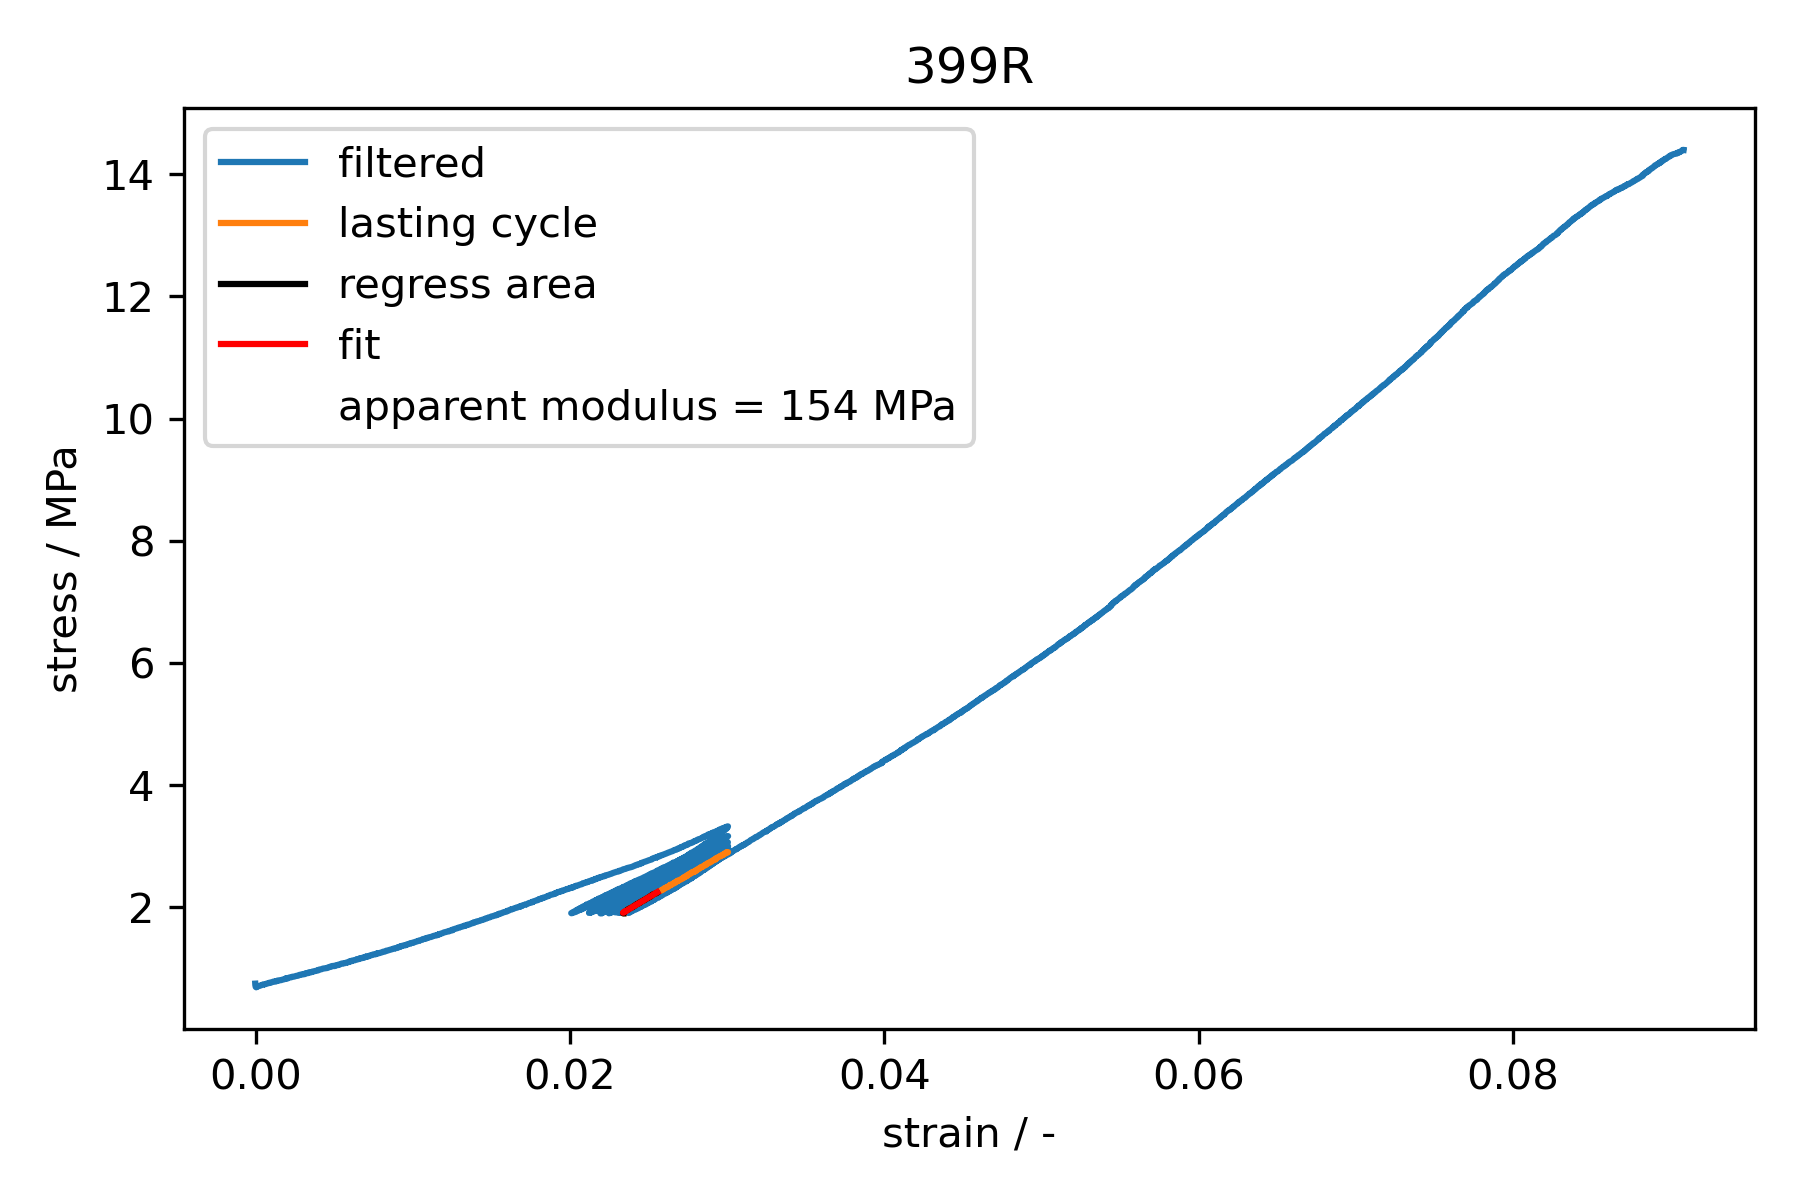 399R
filtered
lasting cycle
regress area
fit
apparent modulus = 154 MPa
stress / MPa
14
12
10
8
6
4
2
0.00 0.02 0.04 0.06 0.08
strain / -